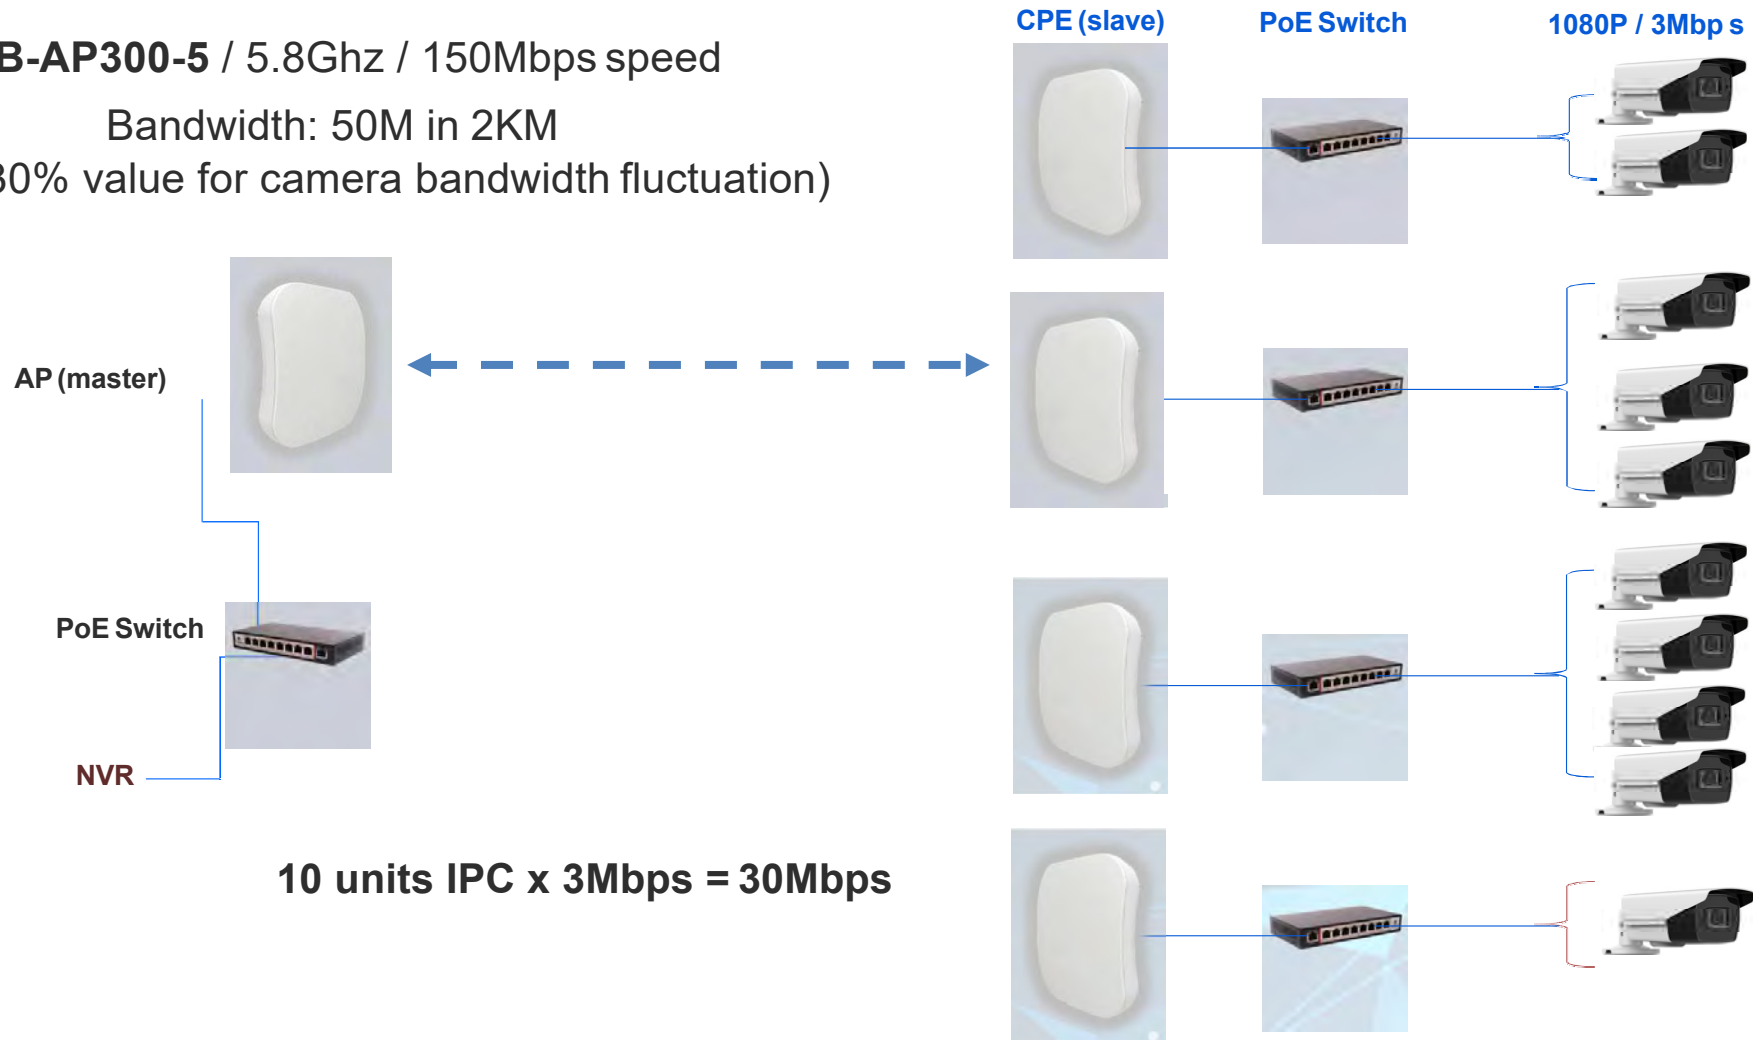 B-AP300-5 / 5.8Ghz / 150Mbps speed
Bandwidth: 50M in 2KM
30% value for camera bandwidth fluctuation)
CPE (slave)
PoE Switch
1080P / 3Mbp s
AP (master)
PoE Switch
NVR
10 units IPC x 3Mbps = 30Mbps